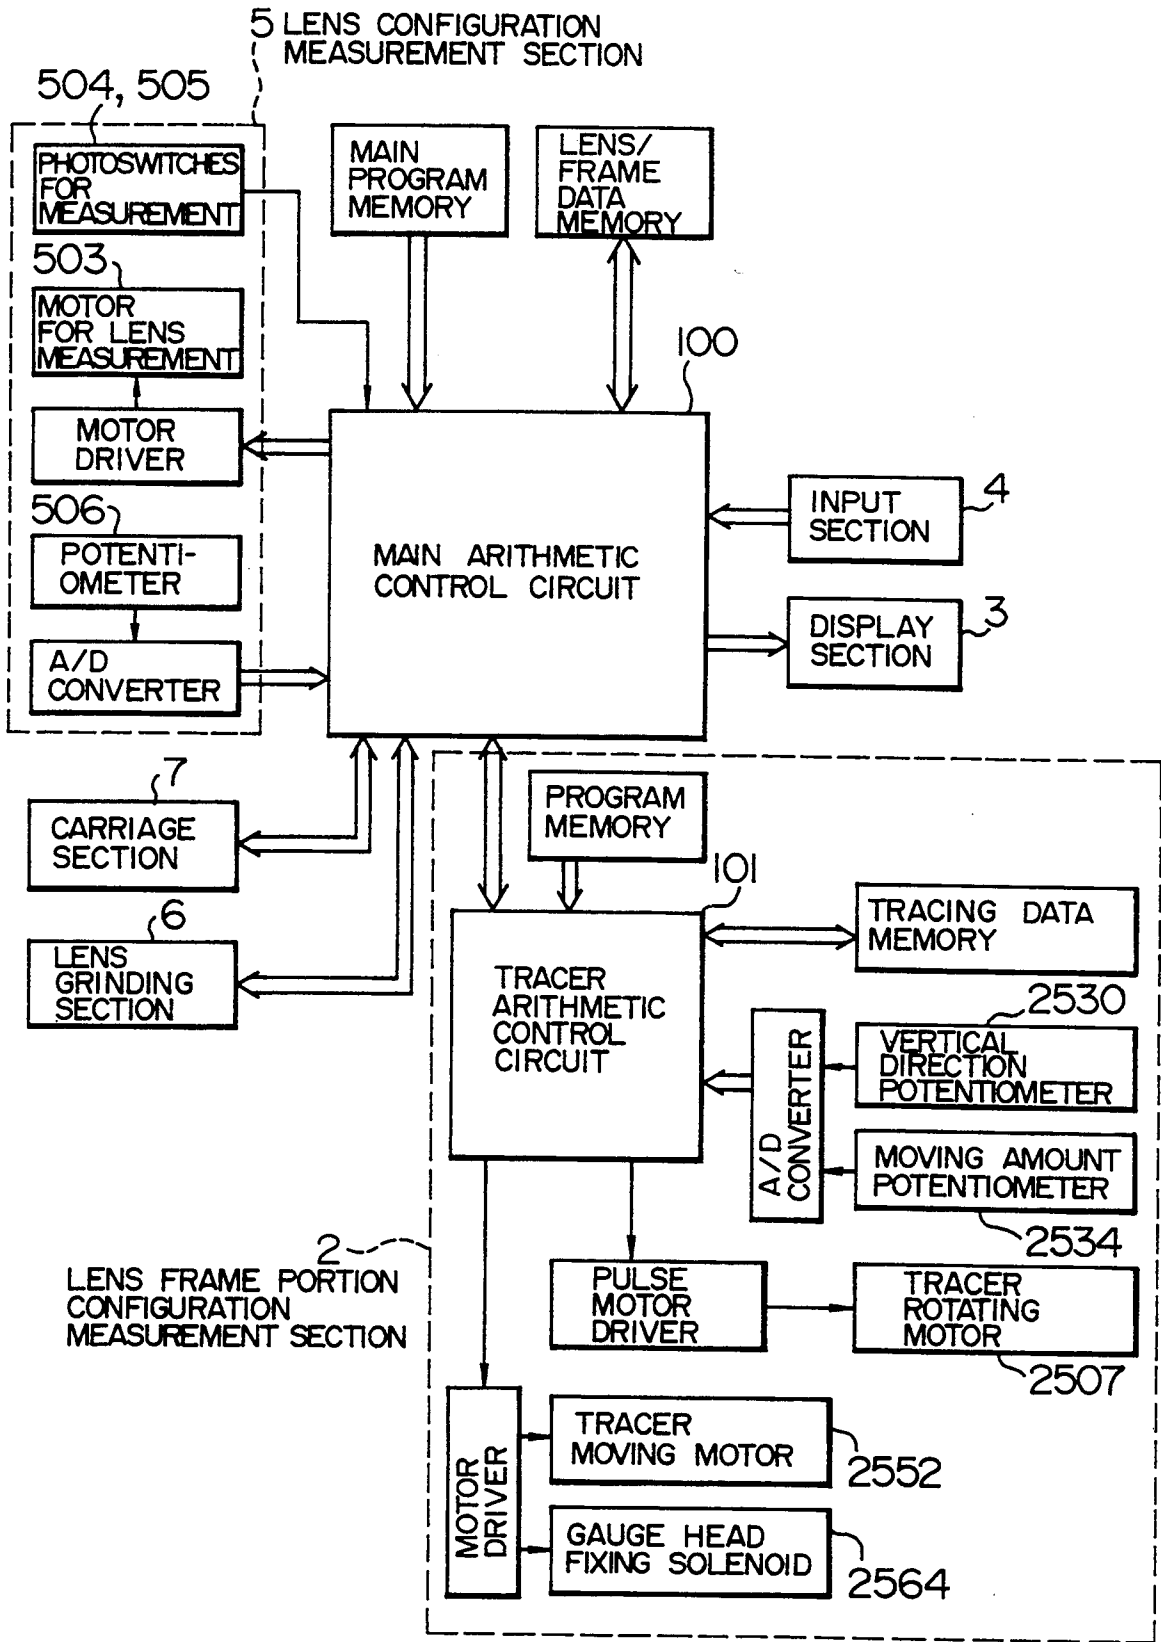 5 LENS CONFIGURATION
MEASUREMENT SECTION
504, 505
PHOTOSWITCHES
FOR
MEASUREMENT
503
MOTOR
FOR LENS
MEASUREMENT
MOTOR
DRIVER
506
POTENTI-
OMETER
A/D
CONVERTER
MAIN
PROGRAM
MEMORY
LENS/
FRAME
DATA
MEMORY
100
MAIN ARITHMETIC
CONTROL CIRCUIT
INPUT
SECTION
4
DISPLAY
SECTION
3
7
CARRIAGE
SECTION
6
LENS
GRINDING
SECTION
PROGRAM
MEMORY
101
TRACER
ARITHMETIC
CONTROL
CIRCUIT
TRACING DATA
MEMORY
2530
VERTICAL
DIRECTION
POTENTIOMETER
A/D
CONVERTER
MOVING AMOUNT
POTENTIOMETER
2534
2
LENS FRAME PORTION
CONFIGURATION
MEASUREMENT SECTION
PULSE
MOTOR
DRIVER
TRACER
ROTATING
MOTOR
2507
MOTOR
DRIVER
TRACER
MOVING MOTOR
2552
GAUGE HEAD
FIXING SOLENOID
2564